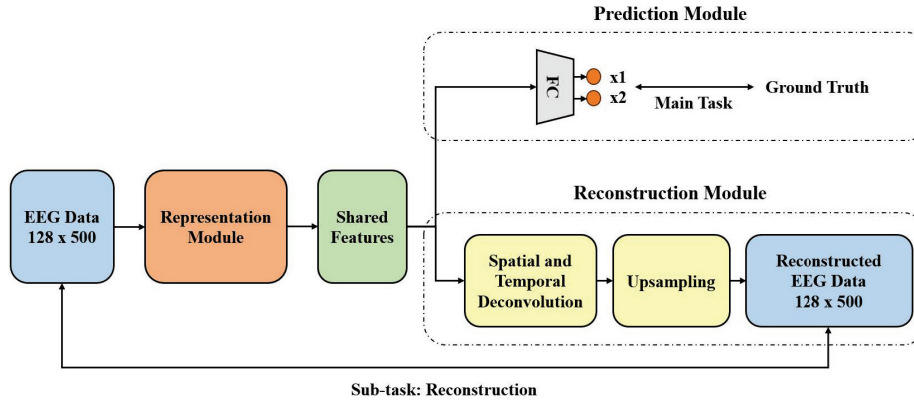 Prediction Module
FC
x1
x2
Main Task
Ground Truth
EEG Data
128 x 500
Representation
Module
Shared
Features
Reconstruction Module
Spatial and
Temporal
Deconvolution
Upsampling
Reconstructed
EEG Data
128 x 500
Sub-task: Reconstruction